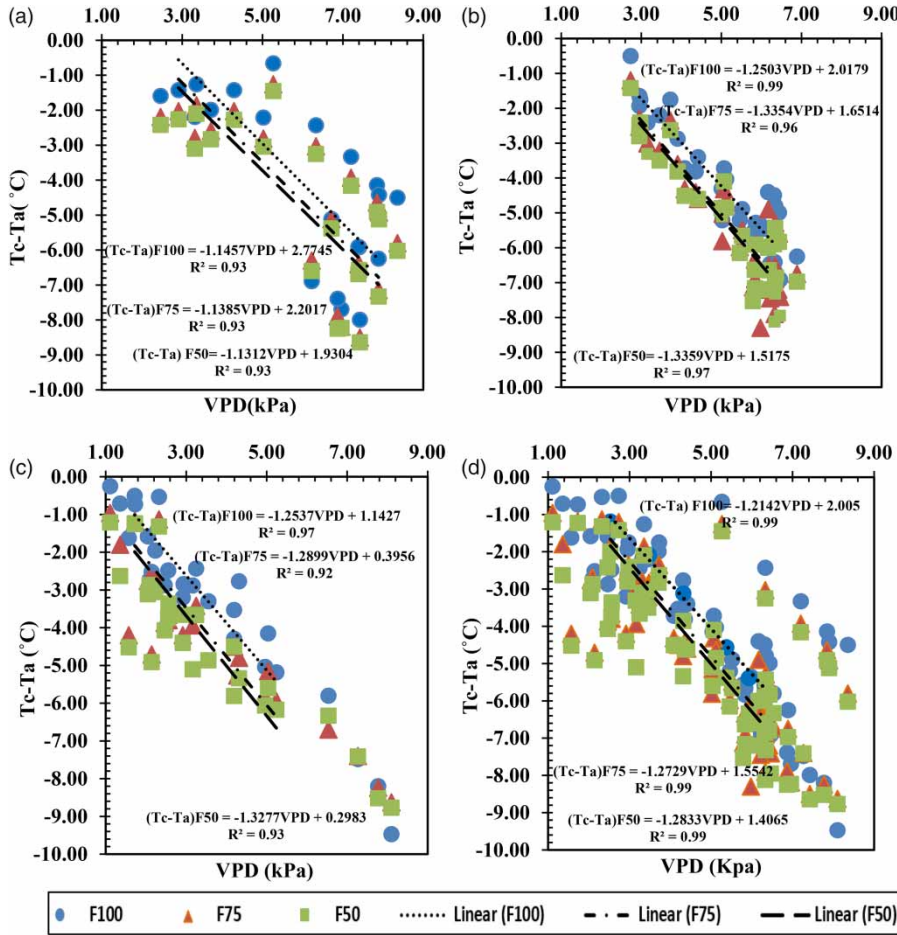 (a)
1.00 3.00 5.00 7.00 9.00
0.00
-1.00
-2.00
-3.00
-4.00
-5.00
-6.00
-7.00
-8.00
-9.00
-10.00
Tc-Ta( °C)
(Tc-Ta)F100= -1.1457VPD + 2.7745
R² = 0.93
(Tc-Ta)F75= -1.1385VPD + 2.2017
R² = 0.93
(Tc-Ta) F50= -1.1312VPD + 1.9304
R² = 0.93
VPD(kPa)
(b)
1.00 3.00 5.00 7.00 9.00
0.00
-1.00
-2.00
-3.00
-4.00
-5.00
-6.00
-7.00
-8.00
-9.00
-10.00
Tc-Ta (°C)
(Tc-Ta)F100 = -1.2503VPD + 2.0179
R² = 0.99
(Tc-Ta)F75 = -1.3354VPD + 1.6514
R² = 0.96
(Tc-Ta)F50= -1.3359VPD + 1.5175
R² = 0.97
VPD (kPa)
(c)
1.00 3.00 5.00 7.00 9.00
0.00
-1.00
-2.00
-3.00
-4.00
-5.00
-6.00
-7.00
-8.00
-9.00
-10.00
Tc-Ta (°C)
(Tc-Ta)F100 = -1.2537VPD + 1.1427
R² = 0.97
(Tc-Ta)F75 = -1.2899VPD + 0.3956
R² = 0.92
(Tc-Ta)F50 = -1.3277VPD + 0.2983
R² = 0.93
VPD (kPa)
(d)
1.00 3.00 5.00 7.00 9.00
0.00
-1.00
-2.00
-3.00
-4.00
-5.00
-6.00
-7.00
-8.00
-9.00
-10.00
Tc-Ta (°C)
(Tc-Ta) F100= -1.2142VPD + 2.005
R² = 0.99
(Tc-Ta)F75 = -1.2729VPD + 1.5542
R² = 0.99
(Tc-Ta)F50 = -1.2833VPD + 1.4065
R² = 0.99
VPD (Kpa)
F100 F75 F50 Linear (F100) Linear (F75) Linear (F50)